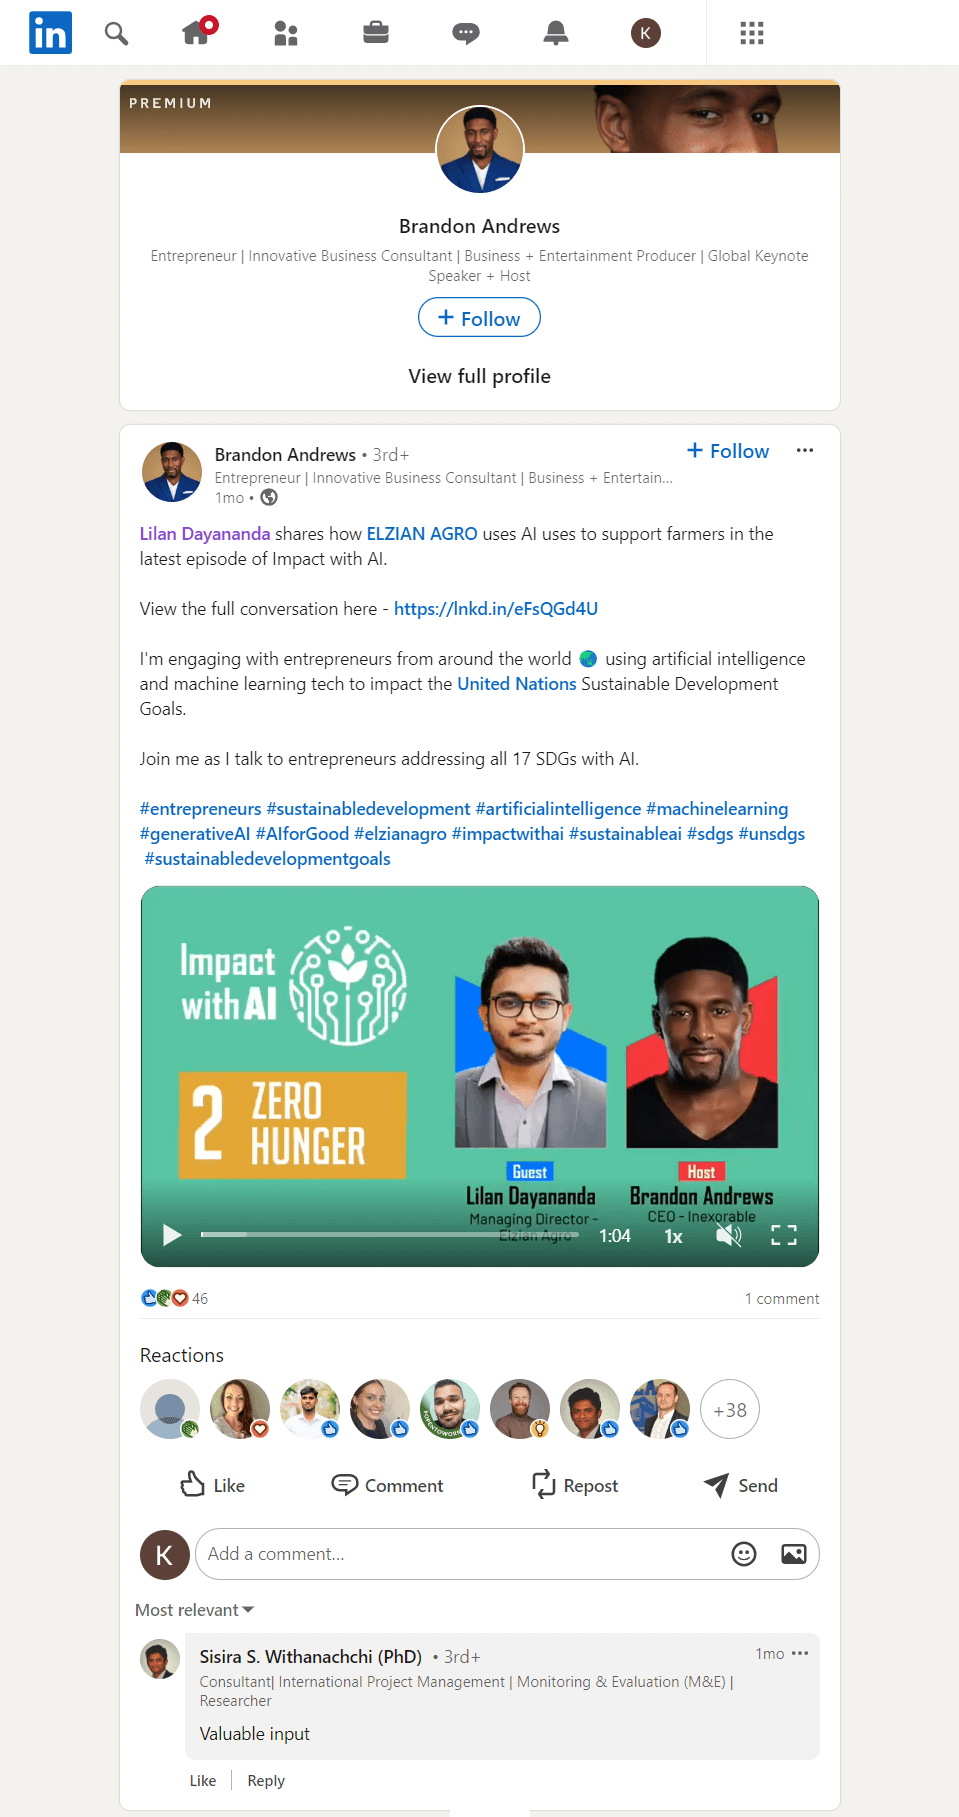 in
K
PREMIUM
Brandon Andrews
Entrepreneur | Innovative Business Consultant | Business + Entertainment Producer | Global Keynote
Speaker + Host
+ Follow
View full profile
Brandon Andrews • 3rd+
+ Follow
Entrepreneur | Innovative Business Consultant | Business + Entertain...
1mo •
Lilan Dayananda shares how ELZIAN AGRO uses AI uses to support farmers in the
latest episode of Impact with AI.
View the full conversation here - https://lnkd.in/eFsQGd4U
I'm engaging with entrepreneurs from around the world 🌏 using artificial intelligence
and machine learning tech to impact the United Nations Sustainable Development
Goals.
Join me as I talk to entrepreneurs addressing all 17 SDGs with AI.
#entrepreneurs #sustainabledevelopment #artificialintelligence #machinelearning
#generativeAI #AIforGood #elzianagro #impactwithai #sustainableai #sdgs #unsdgs
#sustainabledevelopmentgoals
Impact
with AI
2 ZERO
HUNGER
Guest
Lilan Dayananda
Managing Director -
Elzian Agro
Host
Brandon Andrews
CEO - Inexorable
1:04
1x
46
1 comment
Reactions
#OPENTOWORK
+38
Like
Comment
Repost
Send
K
Add a comment...
Most relevant
Sisira S. Withanachchi (PhD) • 3rd+
1mo
Consultant| International Project Management | Monitoring & Evaluation (M&E) |
Researcher
Valuable input
Like
Reply